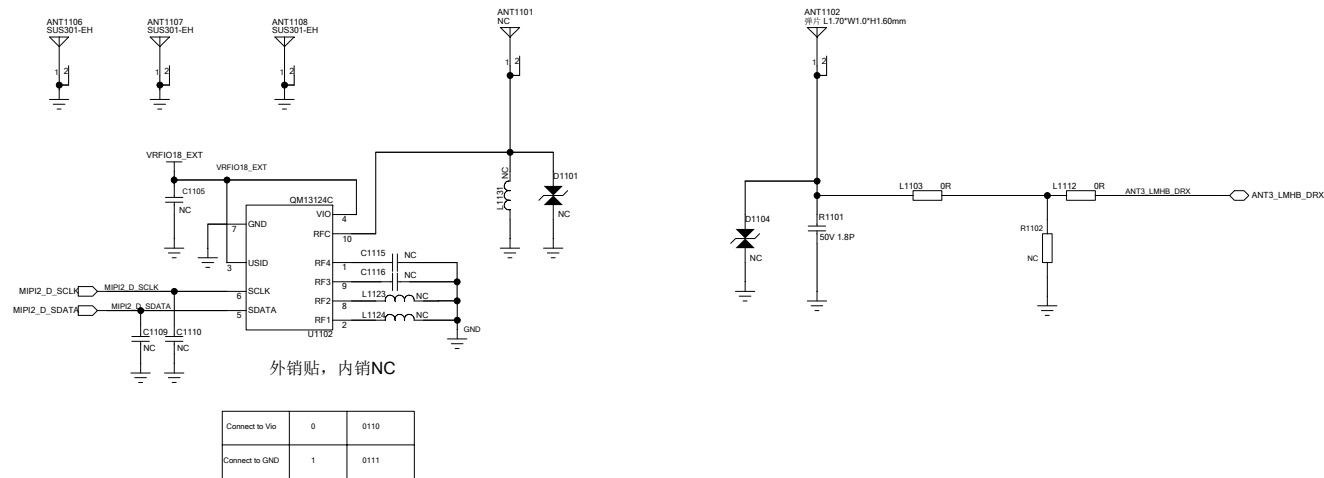 ANT1106
SUS301-EH
ANT1107
SUS301-EH
ANT1108
SUS301-EH
ANT1101
NC
ANT1102
弹片 L1.70*W1.0*H1.60mm
1 2
1 2
1 2
1 2
1 2
VRFIO18_EXT
VRFIO18_EXT
C1105
NC
QM13124C
GND
7
USID
3
SCLK
6
SDATA
5
VIO
4
RFC
10
RF4
1
RF3
9
RF2
8
RF1
2
U1102
MIPI2_D_SCLK
MIPI2_D_SCLK
MIPI2_D_SDATA
MIPI2_D_SDATA
C1109
NC
C1110
NC
C1115
NC
C1116
NC
L1123
NC
L1124
NC
GND
L1131
NC
D1101
NC
D1104
NC
R1101
50V 1.8P
L1103 0R
L1112 0R
R1102
NC
ANT3_LMHB_DRX
ANT3_LMHB_DRX
外销贴，内销NC
Connect to Vio 0 0110
Connect to GND 1 0111